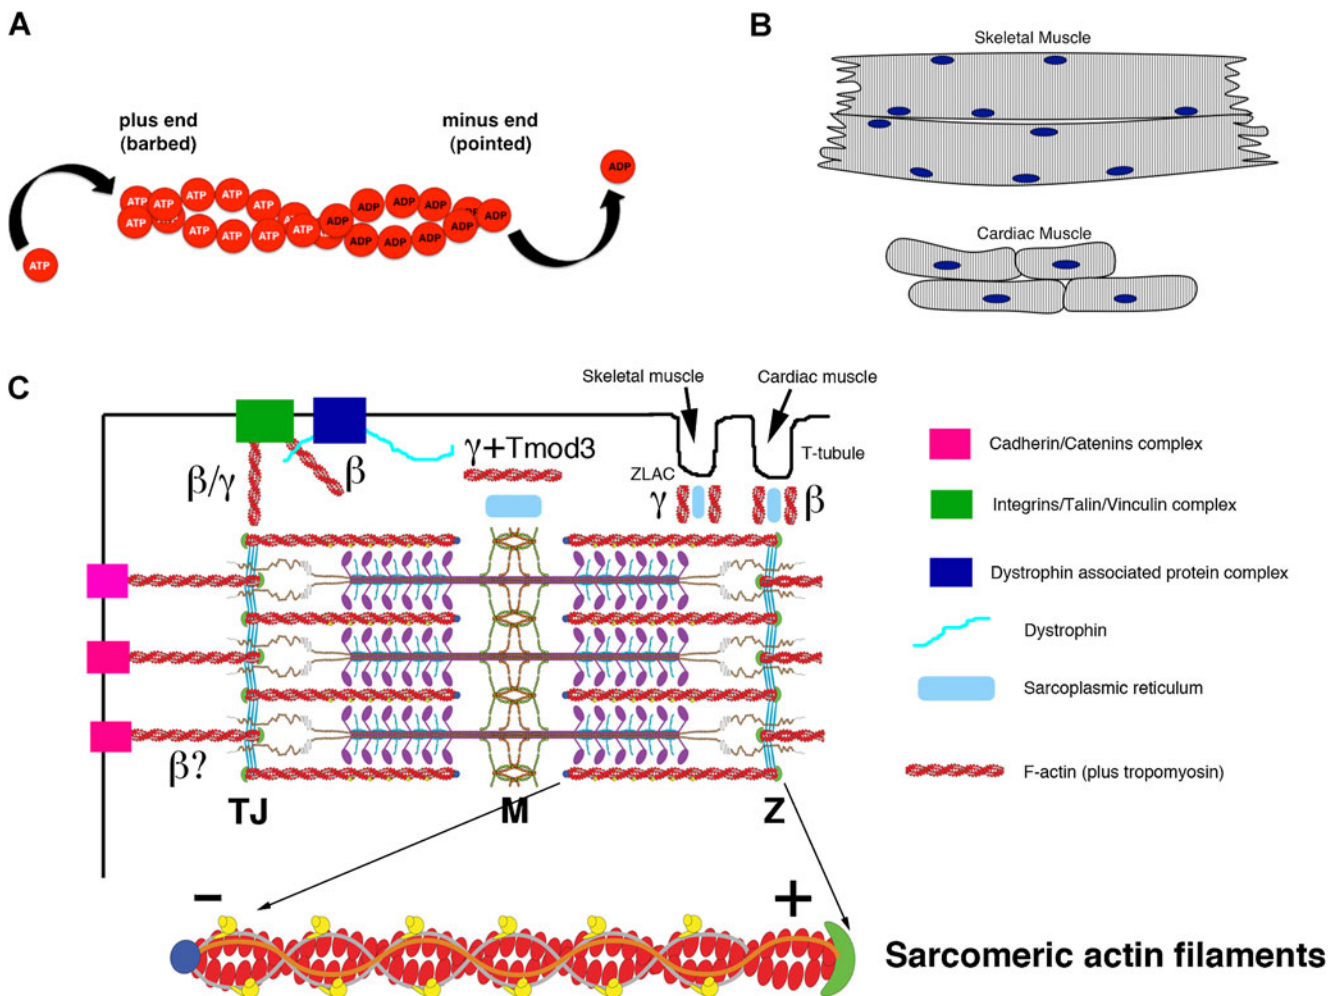 A
plus end
(barbed)
minus end
(pointed)
ADP
ATP
ATP
ATP
ATP
ATP
ATP
ATP
ATP
ATP
ATP
ATP
ATP
ATP
ADP
ADP
ADP
ADP
ADP
ADP
ADP
ADP
ADP
ATP
B
Skeletal Muscle
Cardiac Muscle
C
Skeletal muscle
Cardiac muscle
T-tubule
γ+Tmod3
ZLAC
β/γ
β
γ
β
β?
TJ
M
Z
Cadherin/Catenins complex
Integrins/Talin/Vinculin complex
Dystrophin associated protein complex
Dystrophin
Sarcoplasmic reticulum
F-actin (plus tropomyosin)
−
+
Sarcomeric actin filaments